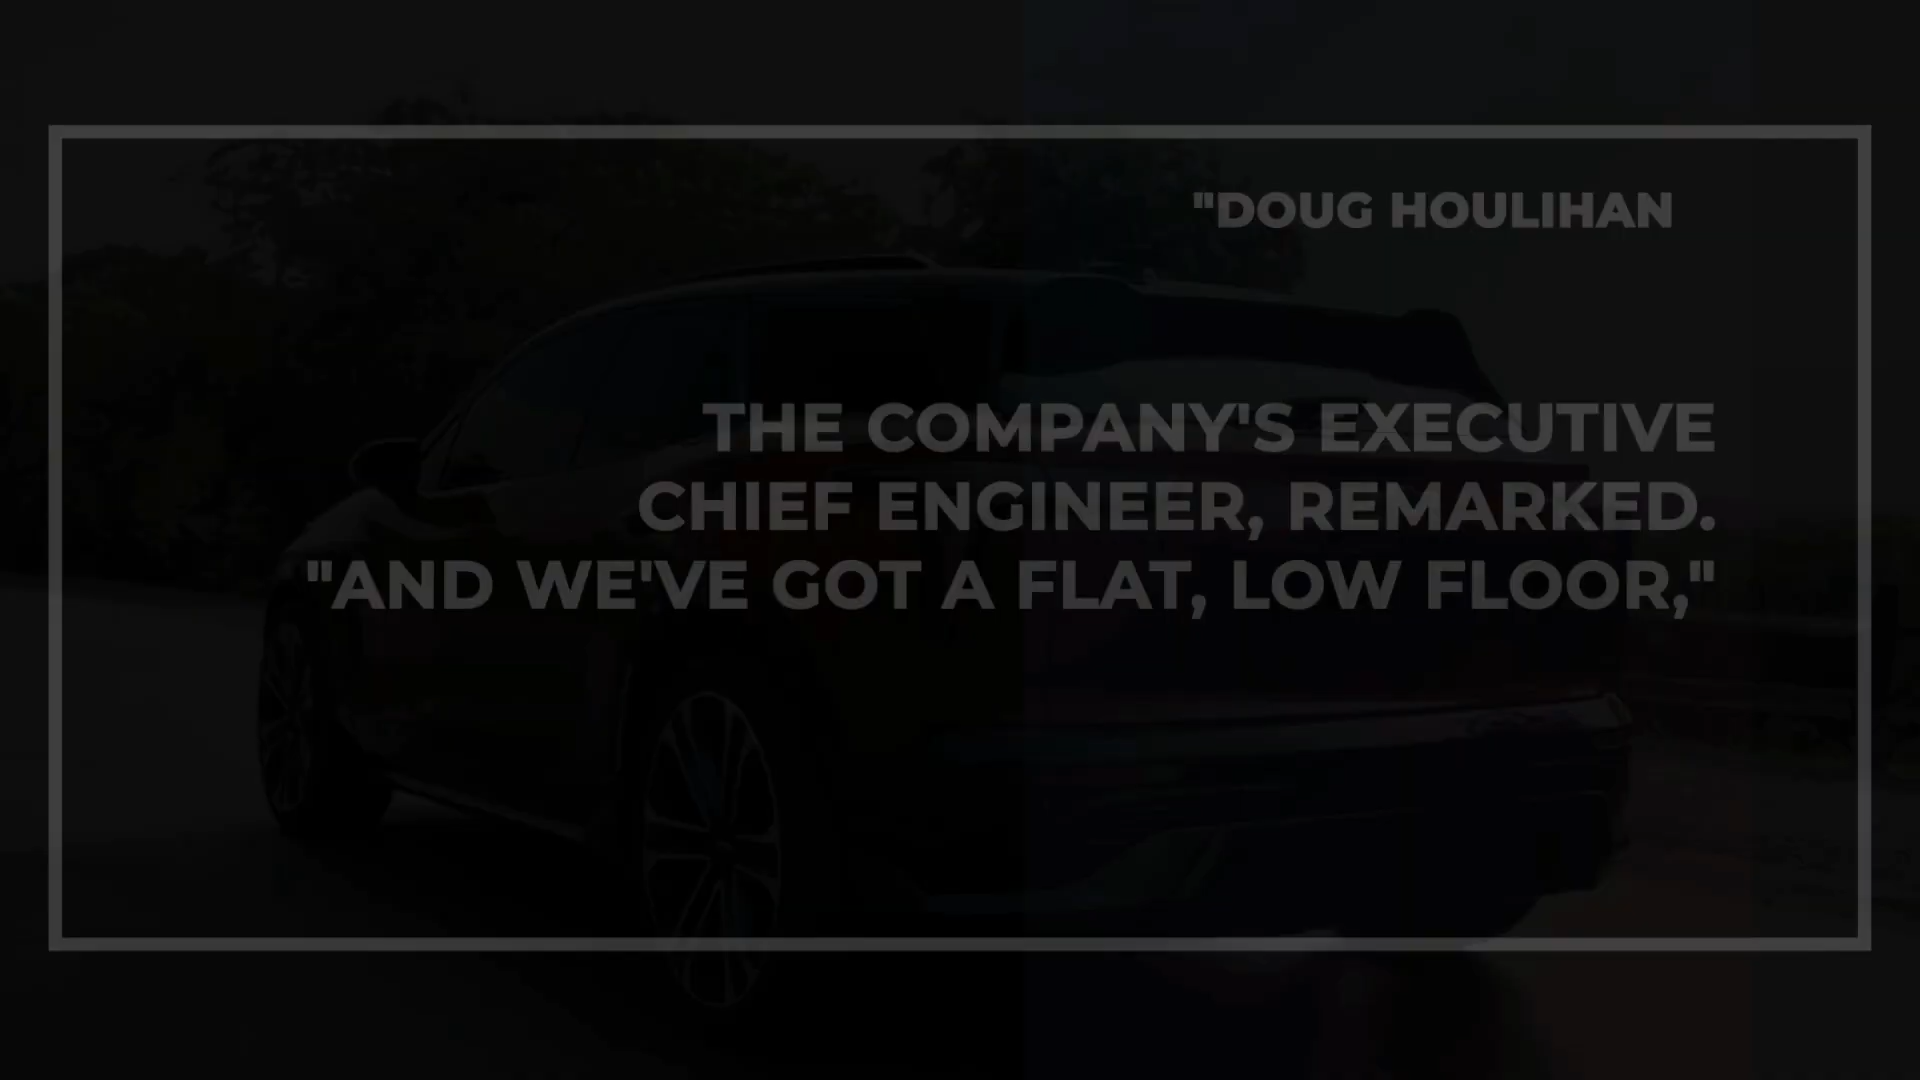 "DOUG HOULIHAN
THE COMPANY'S EXECUTIVE
CHIEF ENGINEER, REMARKED.
"AND WE'VE GOT A FLAT, LOW FLOOR,"